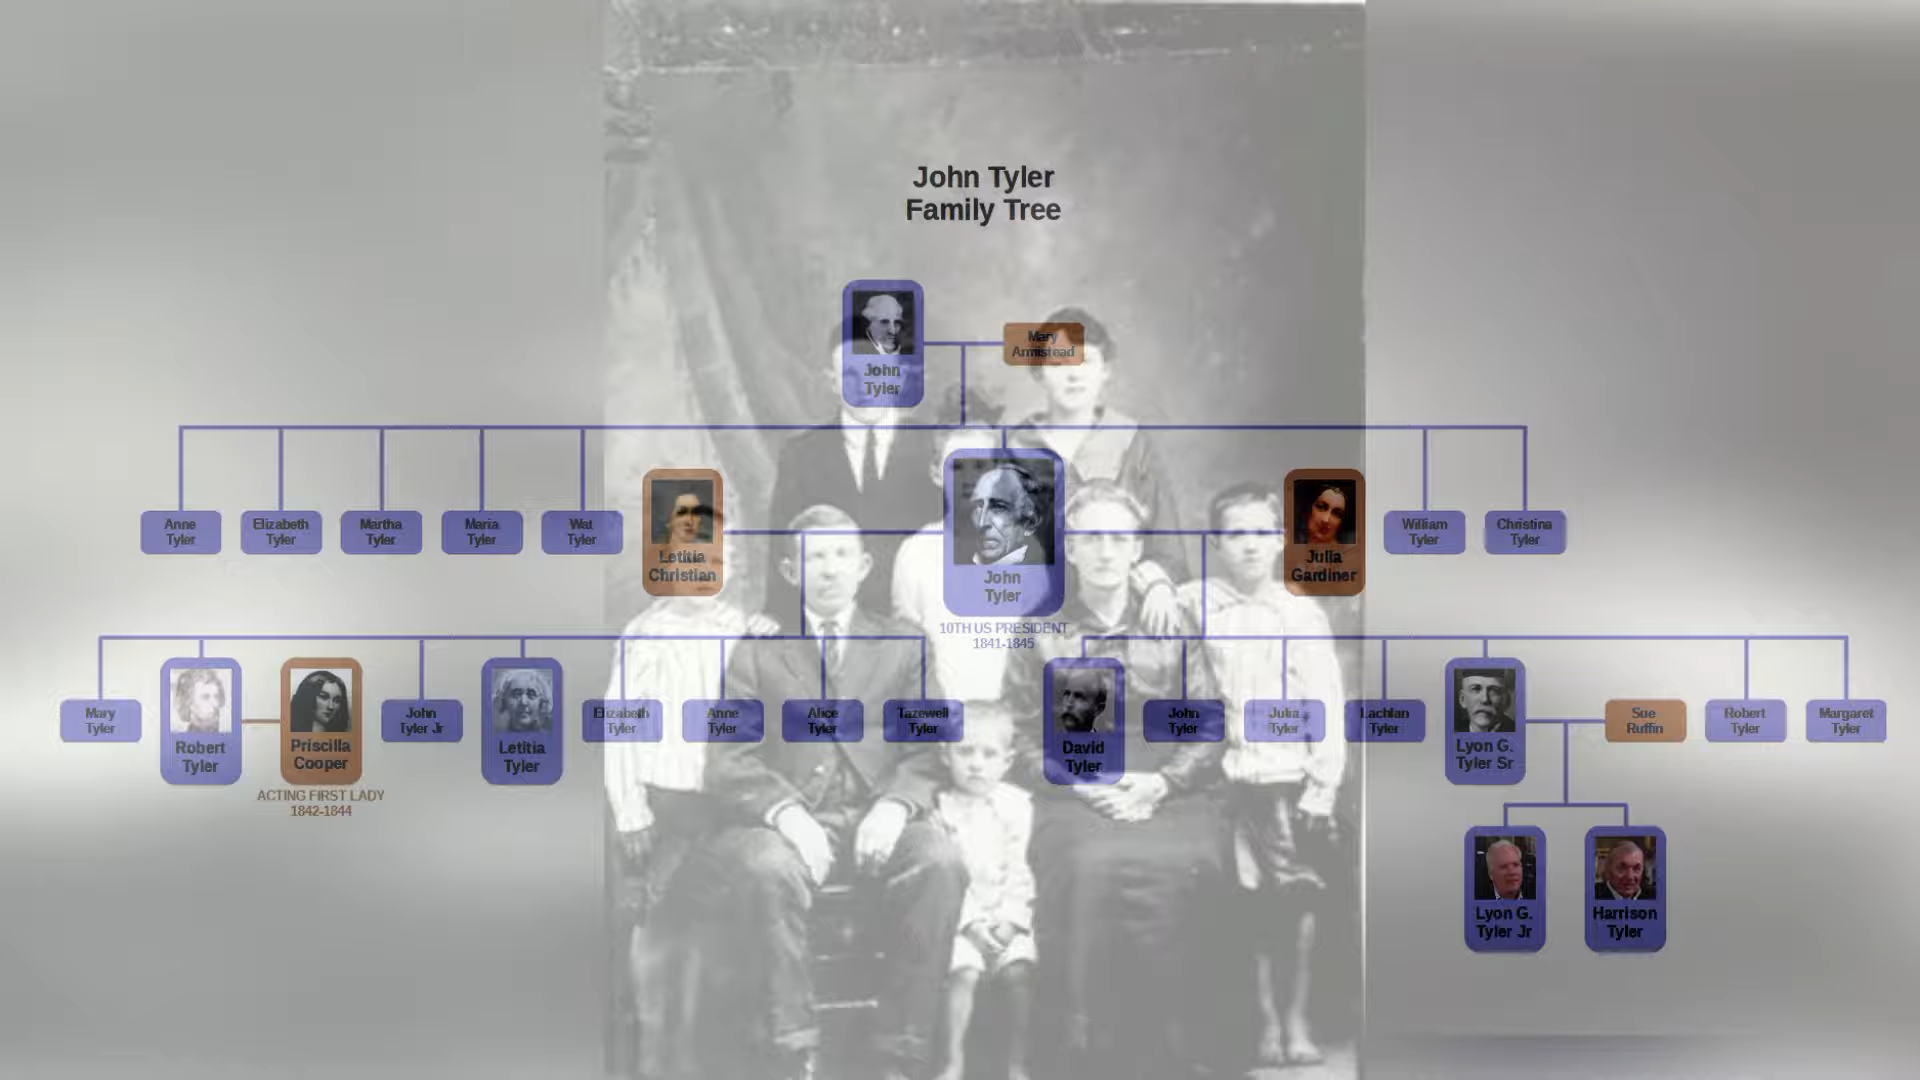 John Tyler
Family Tree
John
Tyler
Mary
Armistead
Anne
Tyler
Elizabeth
Tyler
Martha
Tyler
Maria
Tyler
Wat
Tyler
Letitia
Christian
John
Tyler
10TH US PRESIDENT
1841-1845
Julia
Gardiner
William
Tyler
Christina
Tyler
Mary
Tyler
Robert
Tyler
Priscilla
Cooper
ACTING FIRST LADY
1842-1844
John
Tyler Jr
Letitia
Tyler
Elizabeth
Tyler
Anne
Tyler
Alice
Tyler
Tazewell
Tyler
David
Tyler
John
Tyler
Julia
Tyler
Lachlan
Tyler
Lyon G.
Tyler Sr
Sue
Ruffin
Robert
Tyler
Margaret
Tyler
Lyon G.
Tyler Jr
Harrison
Tyler